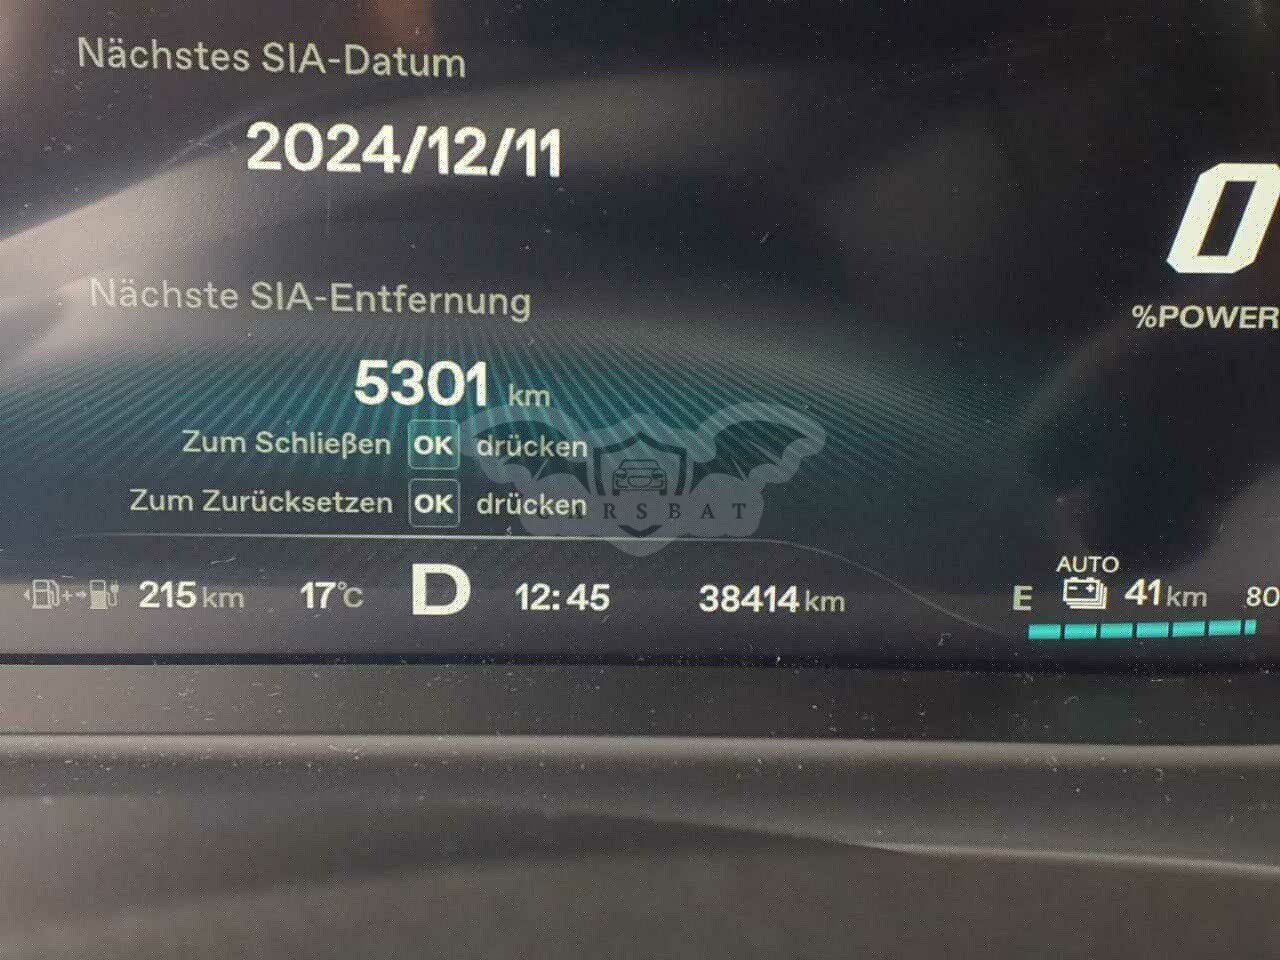 Nächstes SIA-Datum
2024/12/11
0
%POWER
Nächste SIA-Entfernung
5301 km
Zum Schließen OK drücken
Zum Zurücksetzen OK drücken
CARSBAT
215 km 17°C D 12:45 38414 km
AUTO
E 41 km 80